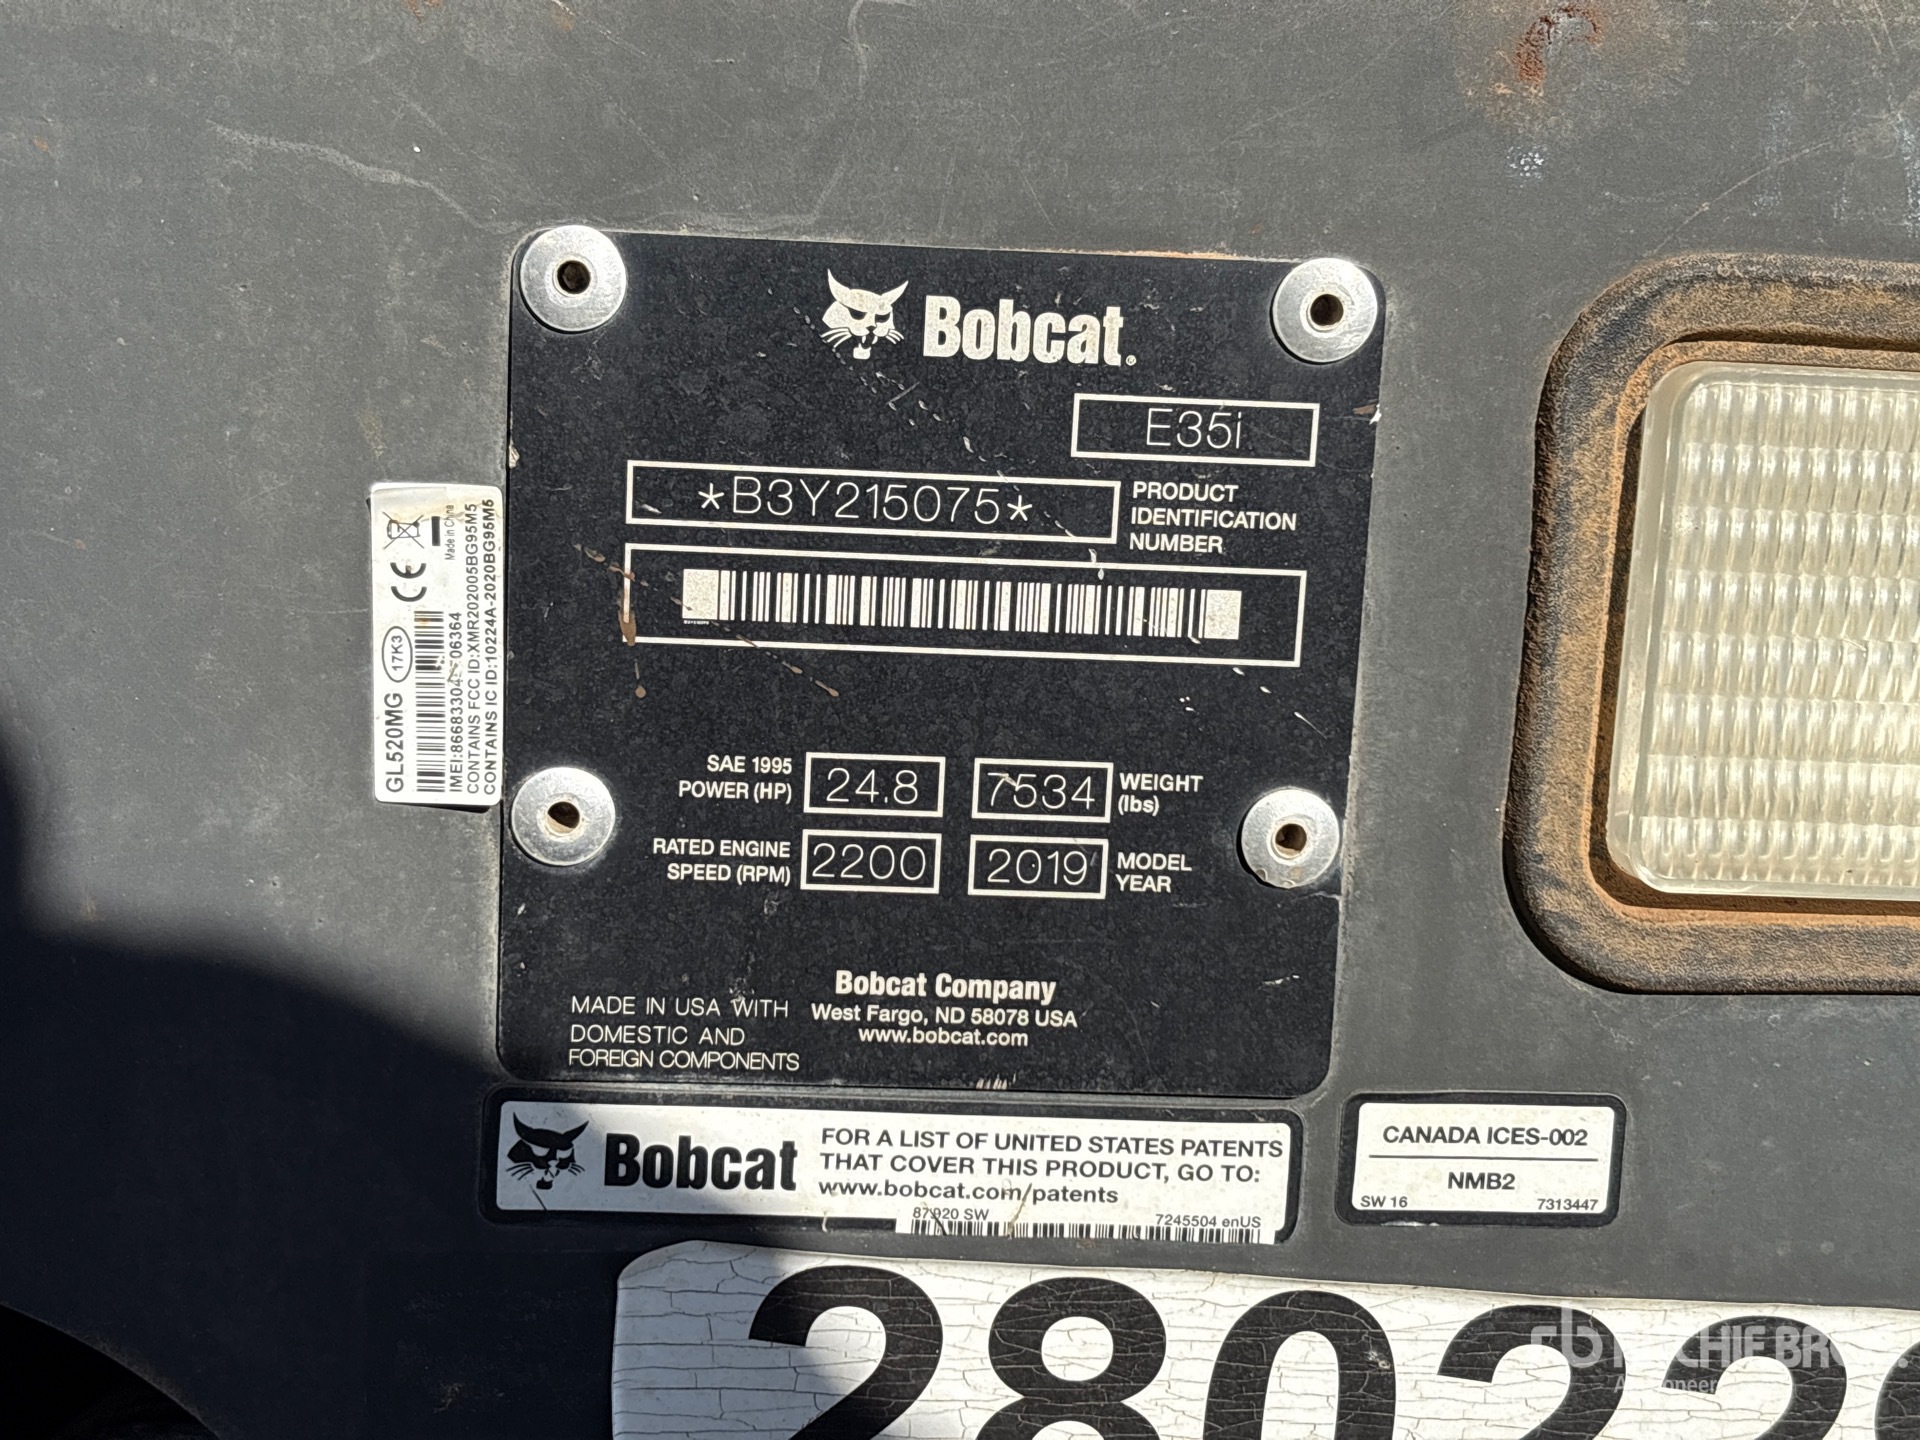 Bobcat®
E35i
*B3Y215075*
PRODUCT
IDENTIFICATION
NUMBER
SAE 1995
POWER (HP)
24.8
7534
WEIGHT
(lbs)
RATED ENGINE
SPEED (RPM)
2200
2019
MODEL
YEAR
MADE IN USA WITH
DOMESTIC AND
FOREIGN COMPONENTS
Bobcat Company
West Fargo, ND 58078 USA
www.bobcat.com
GL520MG
17K3
CE
Made in China
CONTAINS FCC ID:XMR202005BG95M5
CONTAINS IC ID:10224A-2020BG95M5
Bobcat
FOR A LIST OF UNITED STATES PATENTS
THAT COVER THIS PRODUCT, GO TO:
www.bobcat.com/patents
SW
7245504 enUS
CANADA ICES-002
NMB2
SW 16
7313447